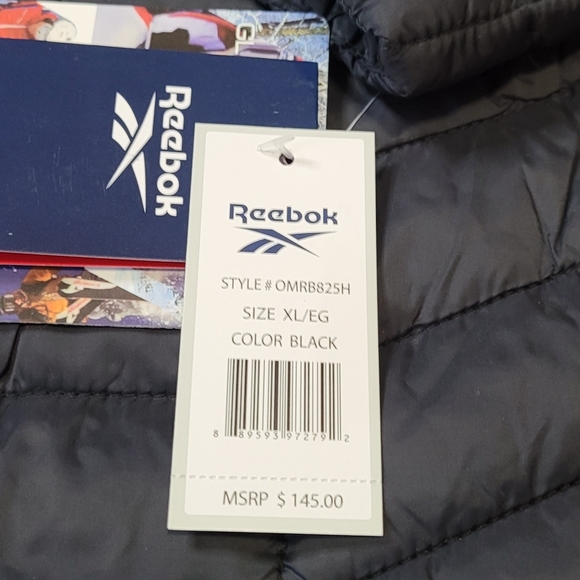 G
Reebok
Reebok
STYLE # OMRB825H
SIZE XL/EG
COLOR BLACK
8 89593 97279 2
MSRP $ 145.00